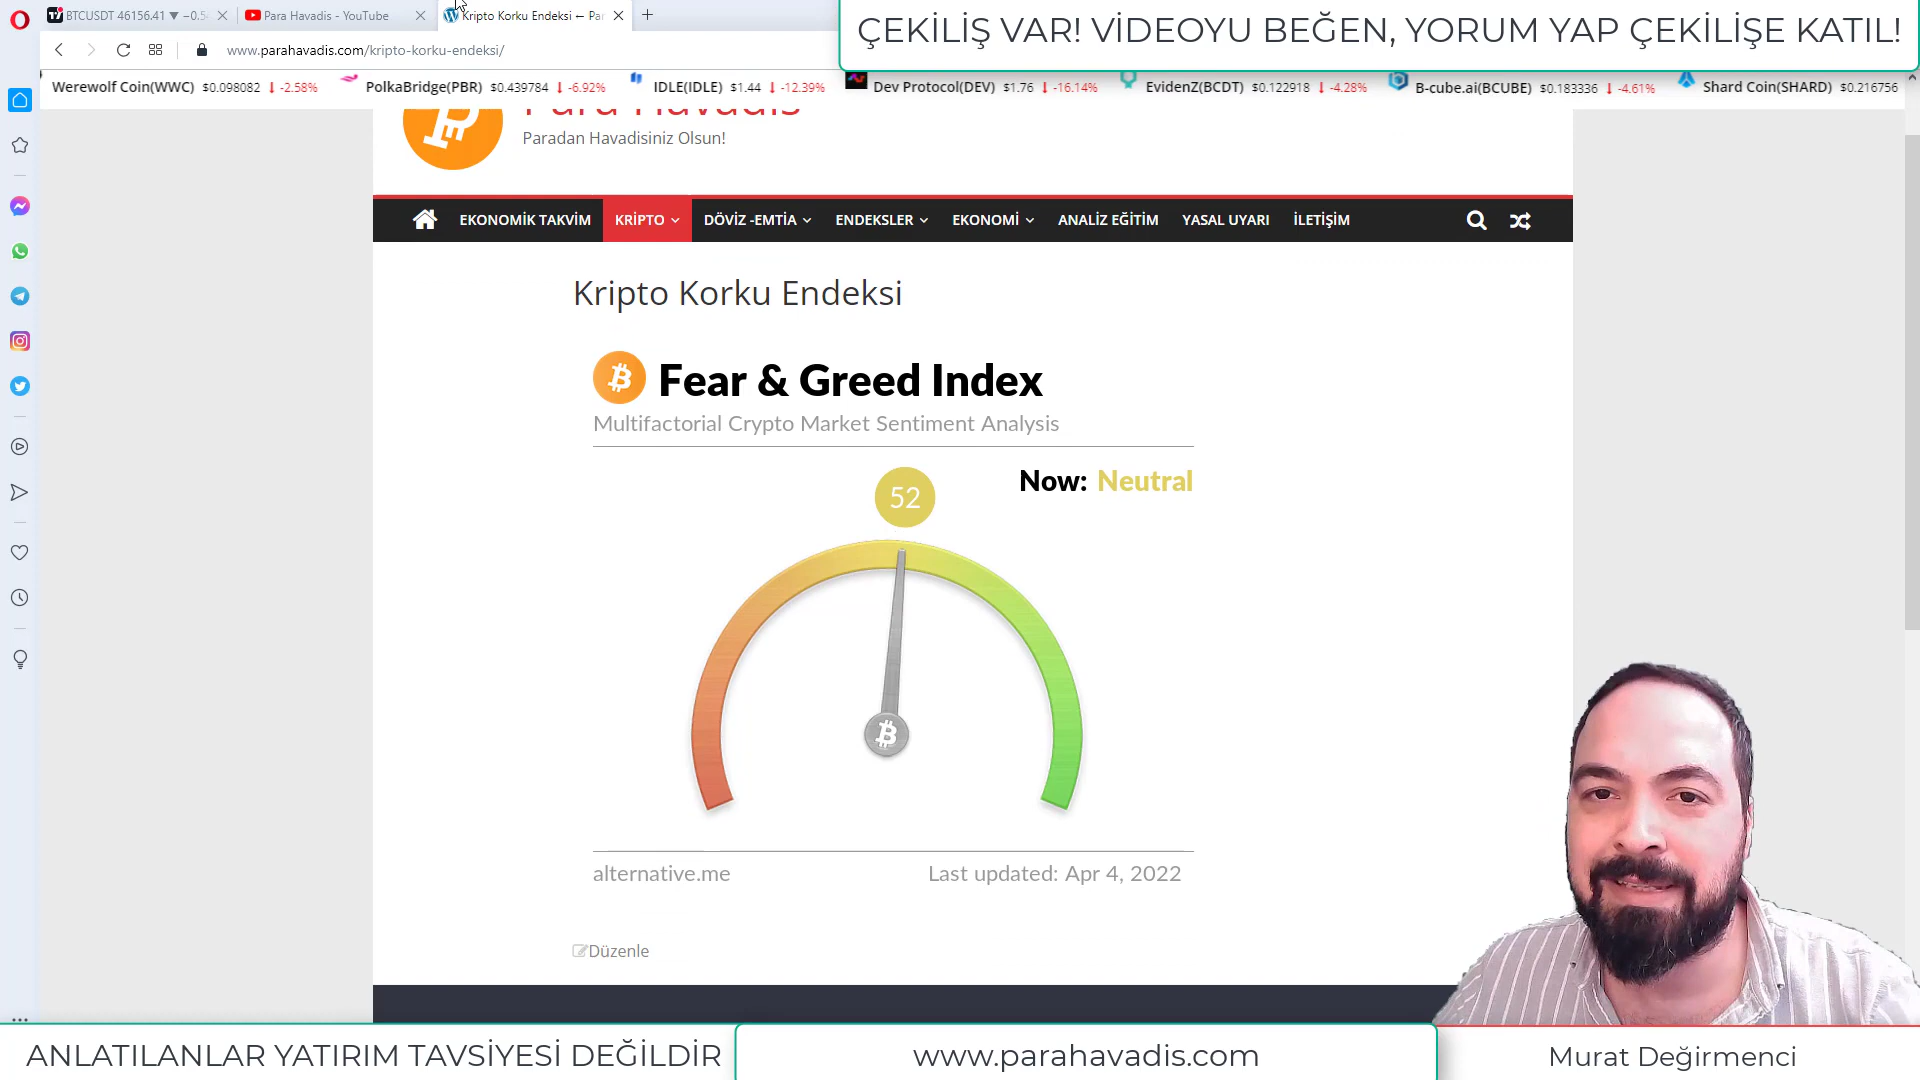 BTCUSDT 46156.41 ▼ −0.5
Para Havadis - YouTube
Kripto Korku Endeksi ← Par
ÇEKİLİŞ VAR! VİDEOYU BEĞEN, YORUM YAP ÇEKİLİŞE KATIL!
www.parahavadis.com/kripto-korku-endeksi/
Werewolf Coin(WWC) $0.098082 ↓ -2.58% PolkaBridge(PBR) $0.439784 ↓ -6.92% IDLE(IDLE) $1.44 ↓ -12.39% Dev Protocol(DEV) $1.76 ↓ -16.14% EvidenZ(BCDT) $0.122918 ↓ -4.28% B-cube.ai(BCUBE) $0.183336 ↓ -4.61% Shard Coin(SHARD) $0.216756
Para Havadis
Paradan Havadisiniz Olsun!
EKONOMİK TAKVİM KRİPTO DÖVİZ -EMTİA ENDEKSLER EKONOMİ ANALİZ EĞİTİM YASAL UYARI İLETİŞİM
Kripto Korku Endeksi
Fear & Greed Index
Multifactorial Crypto Market Sentiment Analysis
Now: Neutral
52
alternative.me
Last updated: Apr 4, 2022
Düzenle
ANLATILANLAR YATIRIM TAVSİYESİ DEĞİLDİR
www.parahavadis.com
Murat Değirmenci